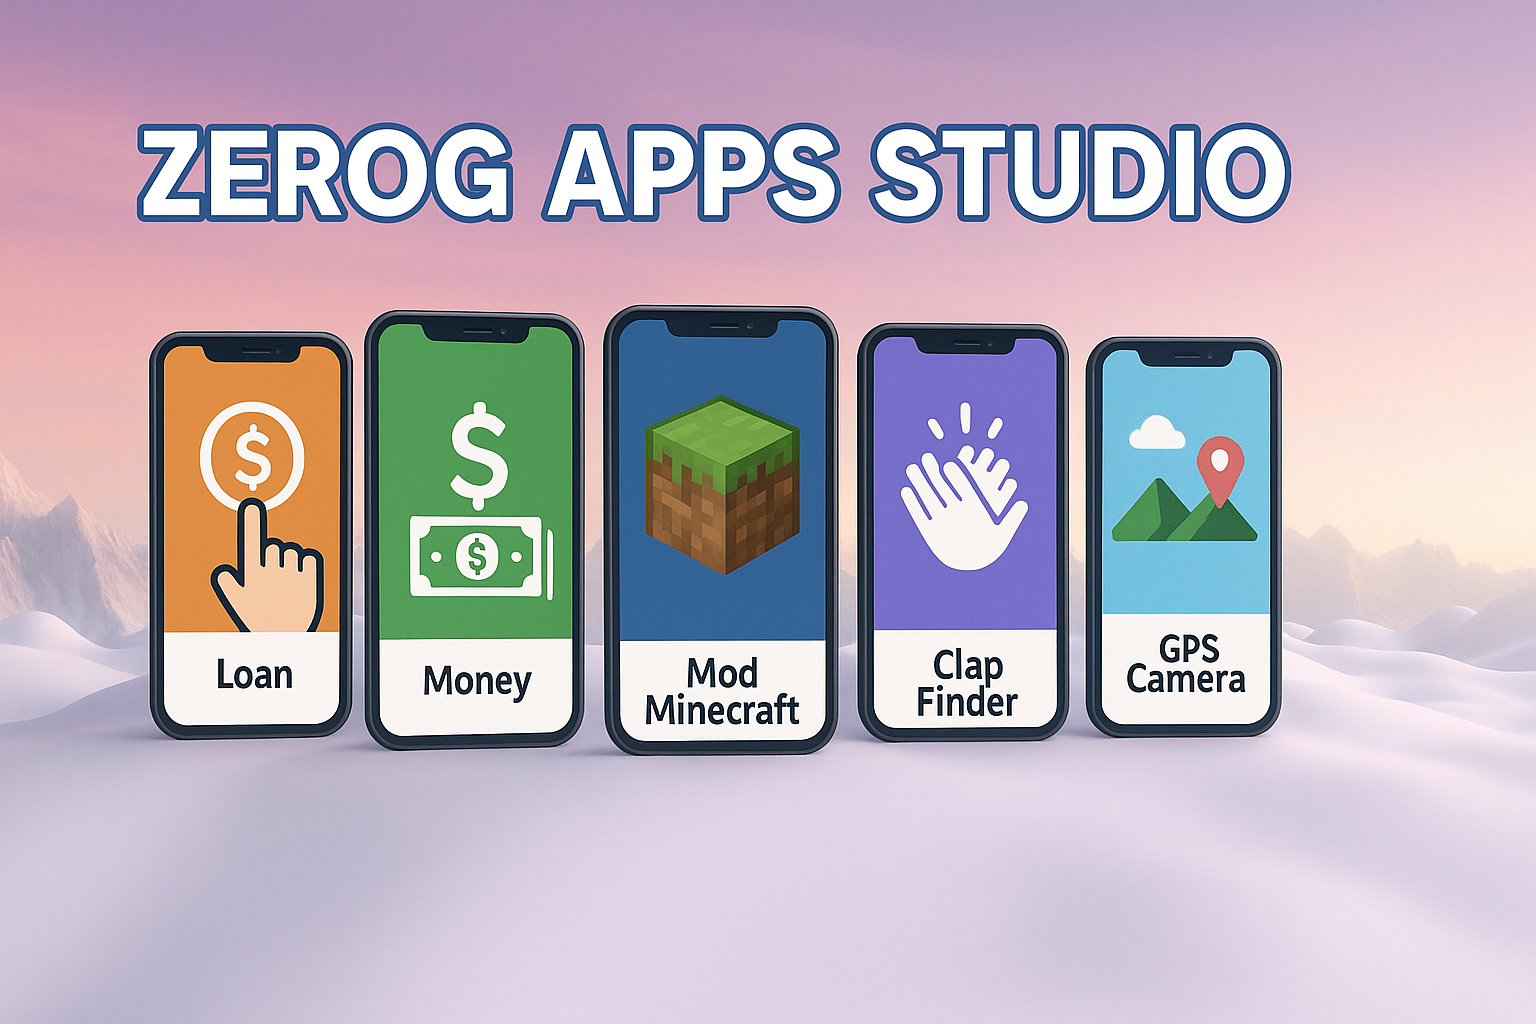 ZEROG APPS STUDIO
$
$
$
Loan
Money
Mod
Minecraft
Clap
Finder
GPS
Camera